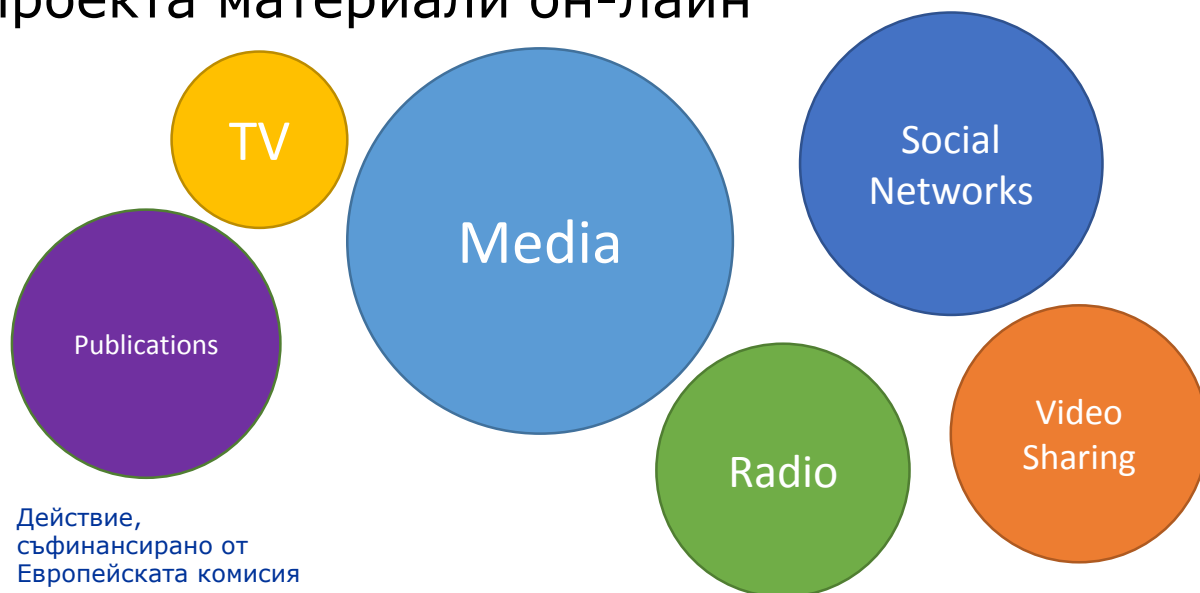 проекта материали он-лайн
TV
Media
Social
Networks
Publications
Radio
Video
Sharing
Действие,
съфинансирано от
Европейската комисия